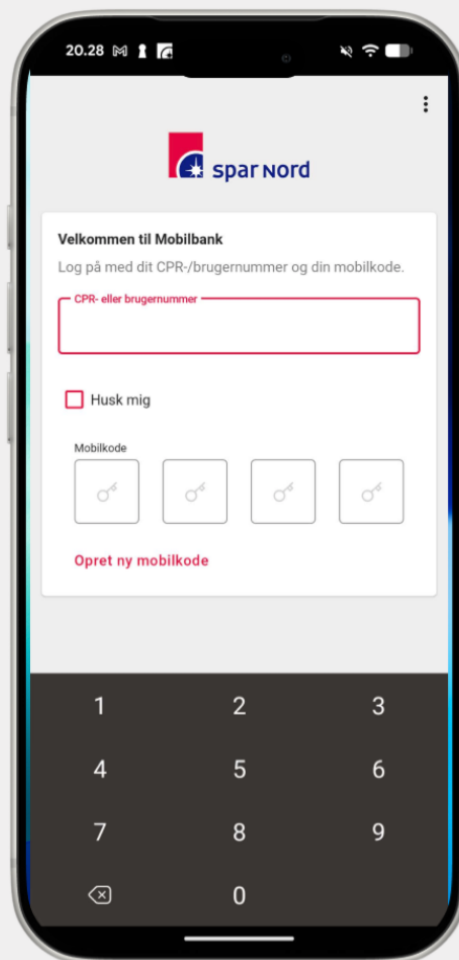 20.28
spar nord
Velkommen til Mobilbank
Log på med dit CPR-/brugernummer og din mobilkode.
CPR- eller brugernummer
Husk mig
Mobilkode
Opret ny mobilkode
1 2 3
4 5 6
7 8 9
0